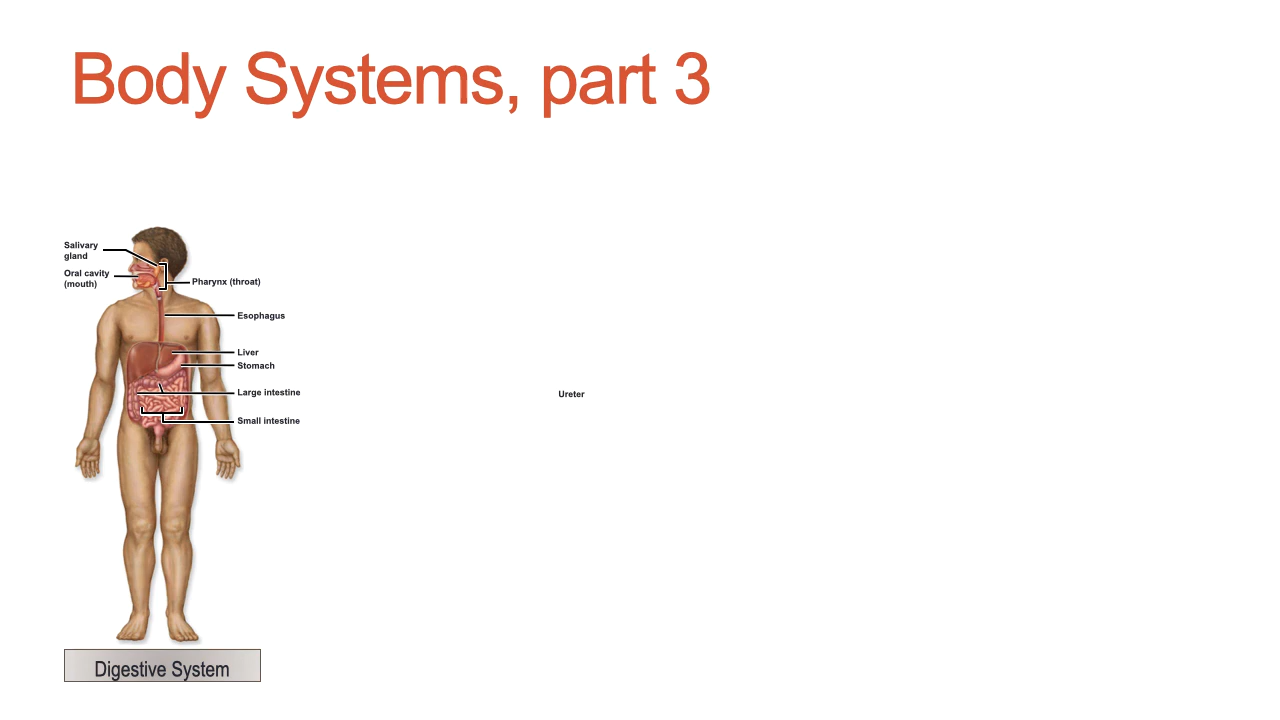 Body Systems, part 3
Salivary
gland
Oral cavity
(mouth)
Pharynx (throat)
Esophagus
Liver
Stomach
Large intestine
Ureter
Small intestine
Digestive System